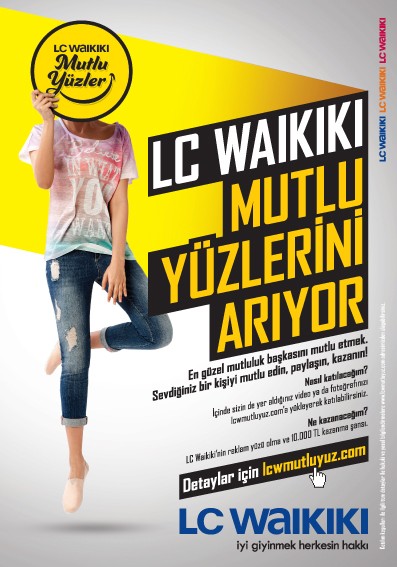 LC WAIKIKI
Mutlu
Yüzler
LC WAIKIKI LC WAIKIKI LC WAIKIKI
LC WAIKIKI
MUTLU
YÜZLERİNİ
ARIYOR
En güzel mutluluk başkasını mutlu etmek.
Sevdiğiniz bir kişiyi mutlu edin, paylaşın, kazanın!
Nasıl katılacağım?
İçinde sizin de yer aldığınız video ya da fotoğrafınızı
lcwmutluyuz.com'a yükleyerek katılabilirsiniz.
Ne kazanacağım?
LC Waikiki'nin reklam yüzü olma ve 10.000 TL kazanma şansı.
Detaylar için lcwmutluyuz.com
LC WAIKIKI
iyi giyinmek herkesin hakkı